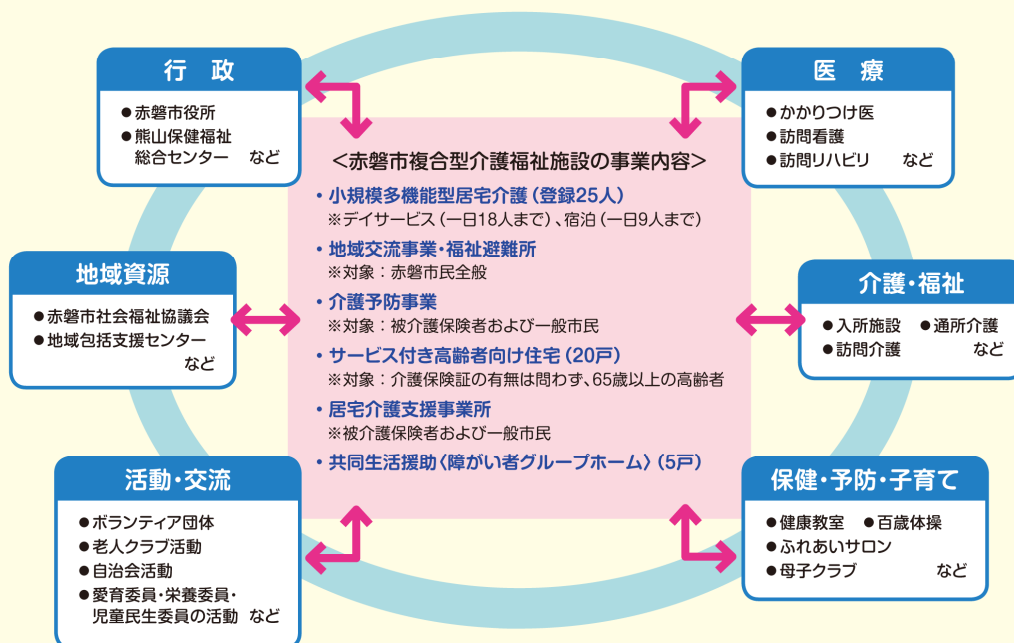 行 政
●赤磐市役所
●熊山保健福祉
総合センター など
医 療
●かかりつけ医
●訪問看護
●訪問リハビリ など
<赤磐市複合型介護福祉施設の事業内容>
・小規模多機能型居宅介護(登録25人)
※デイサービス(一日18人まで)、宿泊(一日9人まで)
・地域交流事業・福祉避難所
※対象：赤磐市民全般
・介護予防事業
※対象：被介護保険者および一般市民
・サービス付き高齢者向け住宅(20戸)
※対象：介護保険証の有無は問わず、65歳以上の高齢者
・居宅介護支援事業所
※被介護保険者および一般市民
・共同生活援助〈障がい者グループホーム〉(5戸)
地域資源
●赤磐市社会福祉協議会
●地域包括支援センター
など
介護・福祉
●入所施設 ●通所介護
●訪問介護 など
活動・交流
●ボランティア団体
●老人クラブ活動
●自治会活動
●愛育委員・栄養委員・
児童民生委員の活動 など
保健・予防・子育て
●健康教室 ●百歳体操
●ふれあいサロン
●母子クラブ など